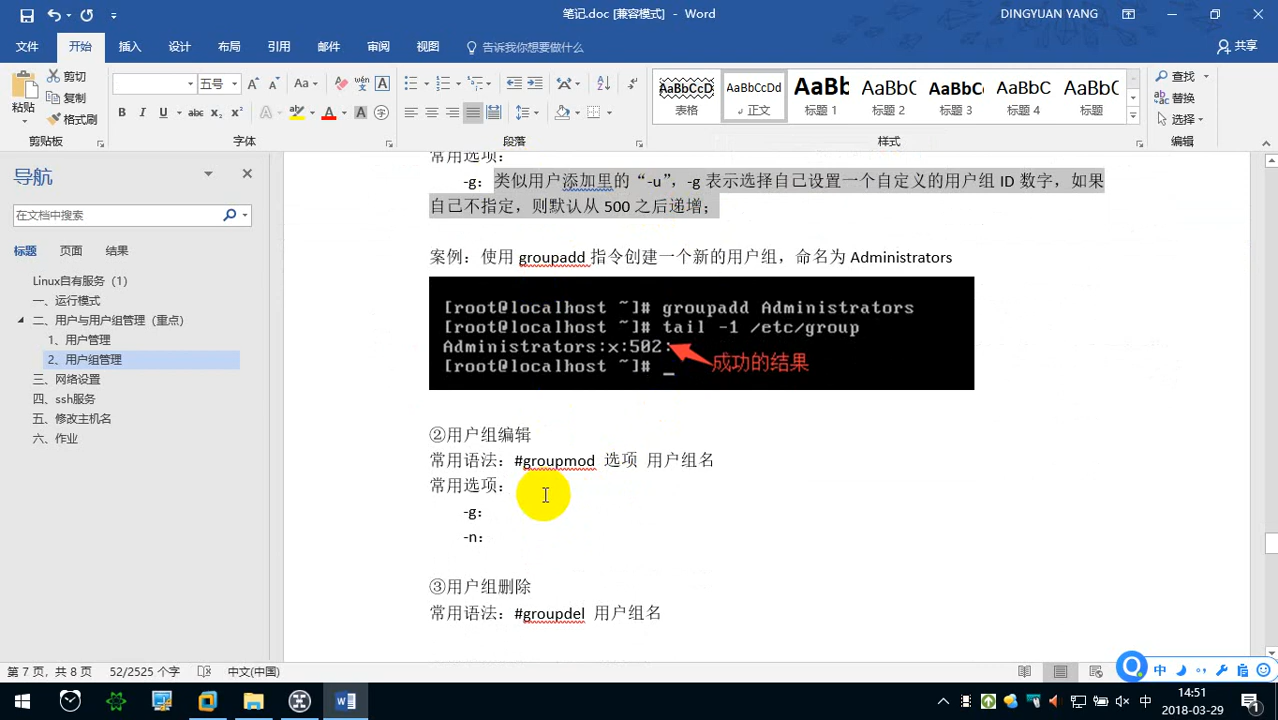 笔记.doc [兼容模式] - Word
DINGYUAN YANG
文件 开始 插入 设计 布局 引用 邮件 审阅 视图 告诉我你想要做什么 共享
粘贴
剪切
复制
格式刷
剪贴板
五号
字体
段落
AaBbCcD
表格
AaBbCcDd
正文
AaBb
标题 1
AaBbC
标题 2
AaBbC
标题 3
AaBbC
标题 4
AaBbC
标题
样式
查找
替换
选择
编辑
导航
在文档中搜索
标题 页面 结果
Linux自有服务（1）
一、运行模式
二、用户与用户组管理（重点）
1、用户管理
2、用户组管理
三、网络设置
四、ssh服务
五、修改主机名
六、作业
常用选项：
-g：类似用户添加里的“-u”，-g 表示选择自己设置一个自定义的用户组 ID 数字，如果
自己不指定，则默认从 500 之后递增；
案例：使用 groupadd 指令创建一个新的用户组，命名为 Administrators
[root@localhost ~]# groupadd Administrators
[root@localhost ~]# tail -1 /etc/group
Administrators:x:502:
成功的结果
[root@localhost ~]# _
②用户组编辑
常用语法：#groupmod 选项 用户组名
常用选项：
-g：
-n：
③用户组删除
常用语法：#groupdel 用户组名
第 7 页，共 8 页 52/2525 个字 中文(中国)
中
中
14:51
2018-03-29
1